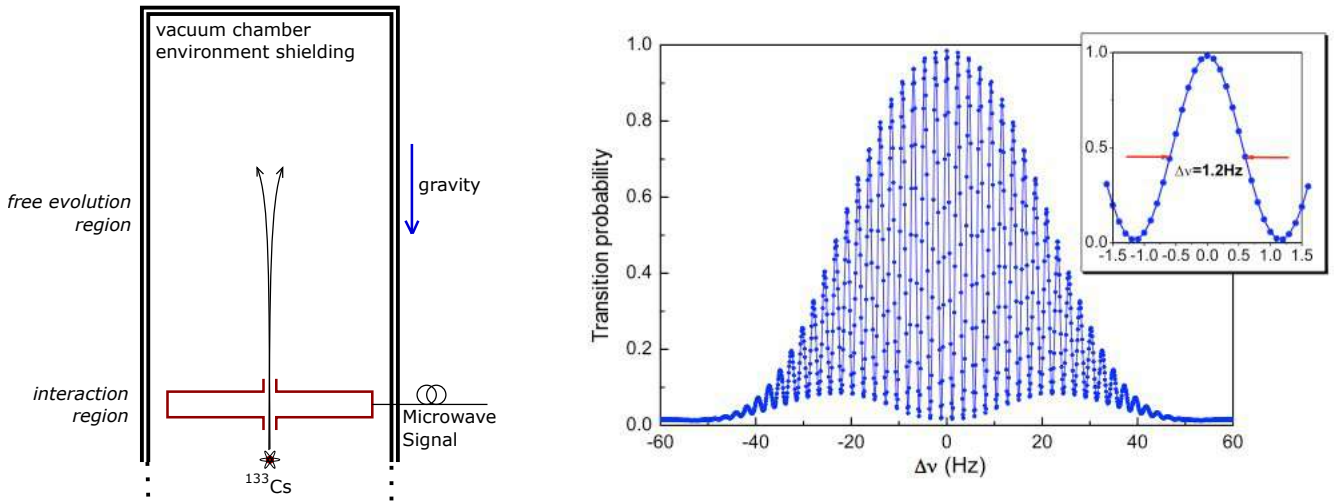 vacuum chamber
environment shielding
gravity
free evolution
region
interaction
region
Microwave
Signal
133Cs
Transition probability
1.0
0.8
0.6
0.4
0.2
0.0
-60
-40
-20
0
20
40
60
Δν (Hz)
1.0
0.5
0.0
Δν=1.2Hz
-1.5
-1.0
-0.5
0.0
0.5
1.0
1.5